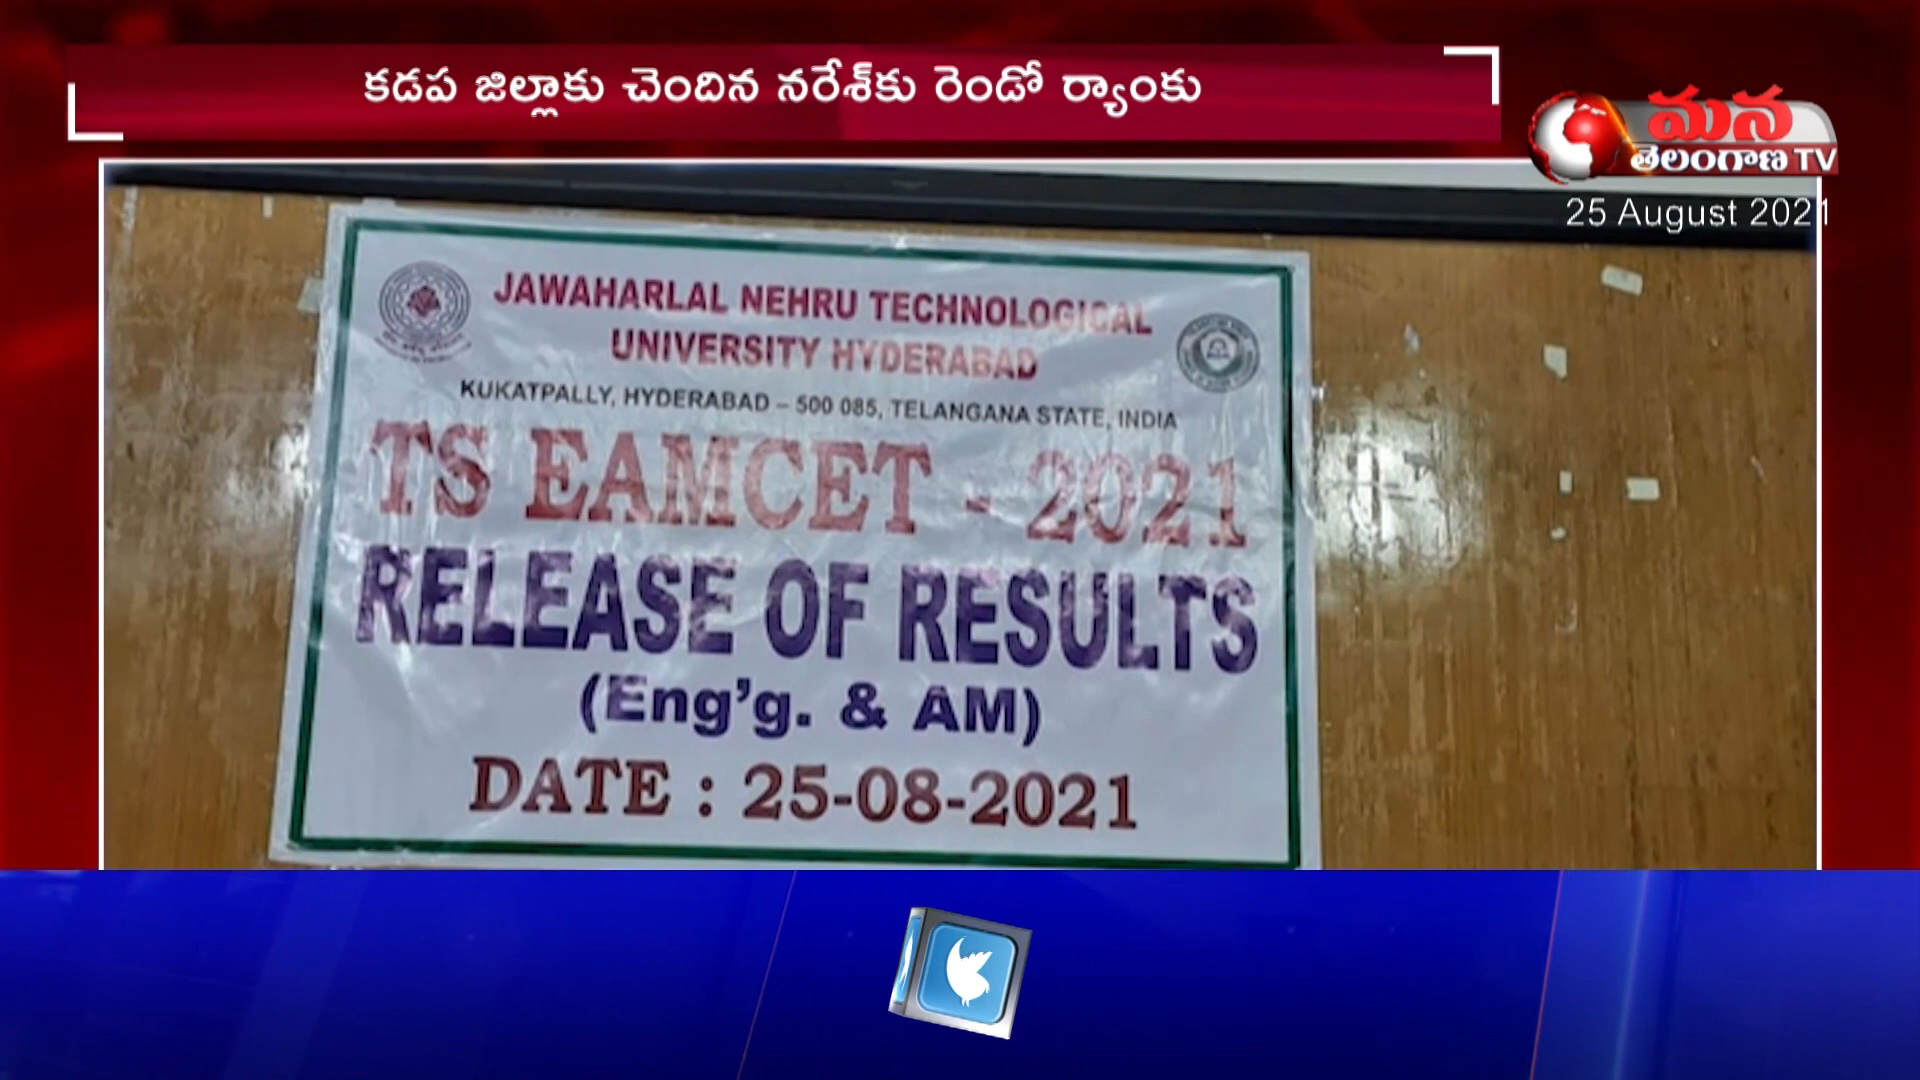 కడప జిల్లాకు చెందిన నరేశ్‌కు రెండో ర్యాంకు
మన
తెలంగాణ TV
25 August 2021
JAWAHARLAL NEHRU TECHNOLOGICAL
UNIVERSITY HYDERABAD
KUKATPALLY, HYDERABAD – 500 085, TELANGANA STATE, INDIA
TS EAMCET - 2021
RELEASE OF RESULTS
(Eng'g. & AM)
DATE : 25-08-2021